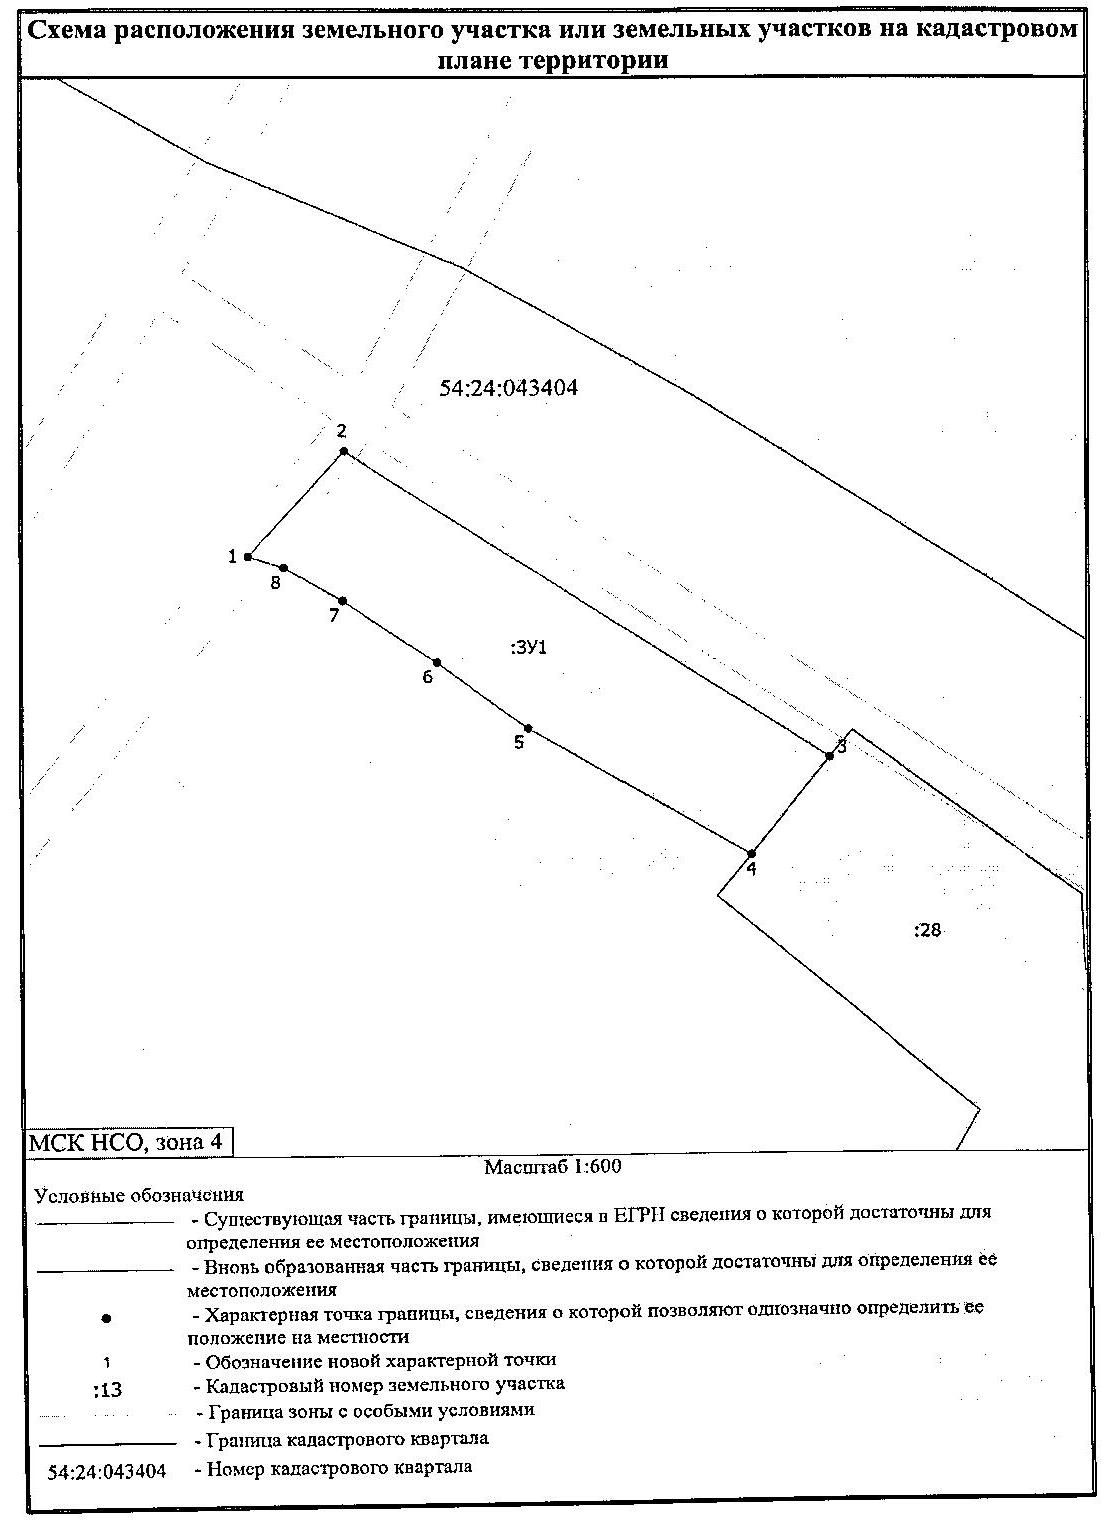 Схема расположения земельного участка или земельных участков на кадастровом
плане территории
54:24:043404
2
1
8
7
:ЗУ1
6
5
3
4
:28
МСК НСО, зона 4
Масштаб 1:600
Условные обозначения
- Существующая часть границы, имеющиеся в ЕГРН сведения о которой достаточны для
определения ее местоположения
- Вновь образованная часть границы, сведения о которой достаточны для определения ее
местоположения
- Характерная точка границы, сведения о которой позволяют однозначно определить ее
положение на местности
1 - Обозначение новой характерной точки
:13 - Кадастровый номер земельного участка
- Граница зоны с особыми условиями
- Граница кадастрового квартала
54:24:043404 - Номер кадастрового квартала